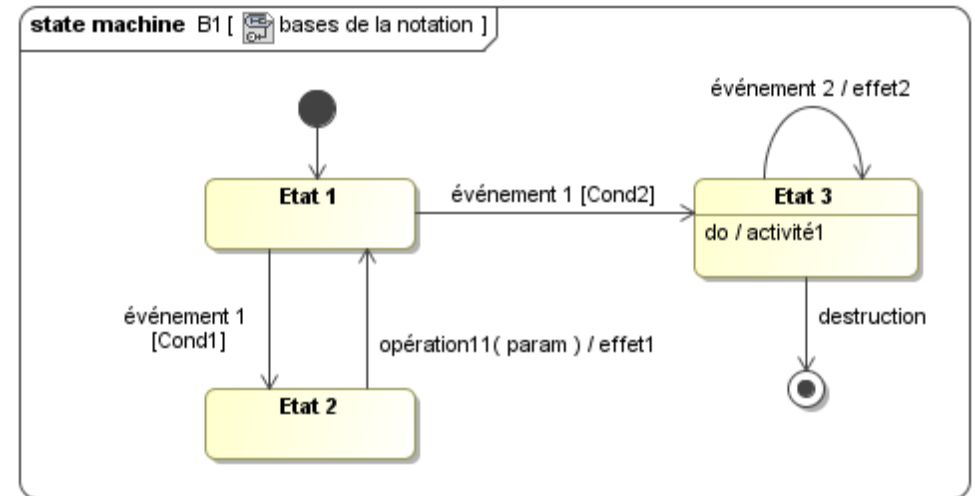 state machine B1 [ bases de la notation ]
événement 2 / effet2
Etat 1
événement 1 [Cond2]
Etat 3
do / activité1
événement 1
[Cond1]
opération11( param ) / effet1
destruction
Etat 2